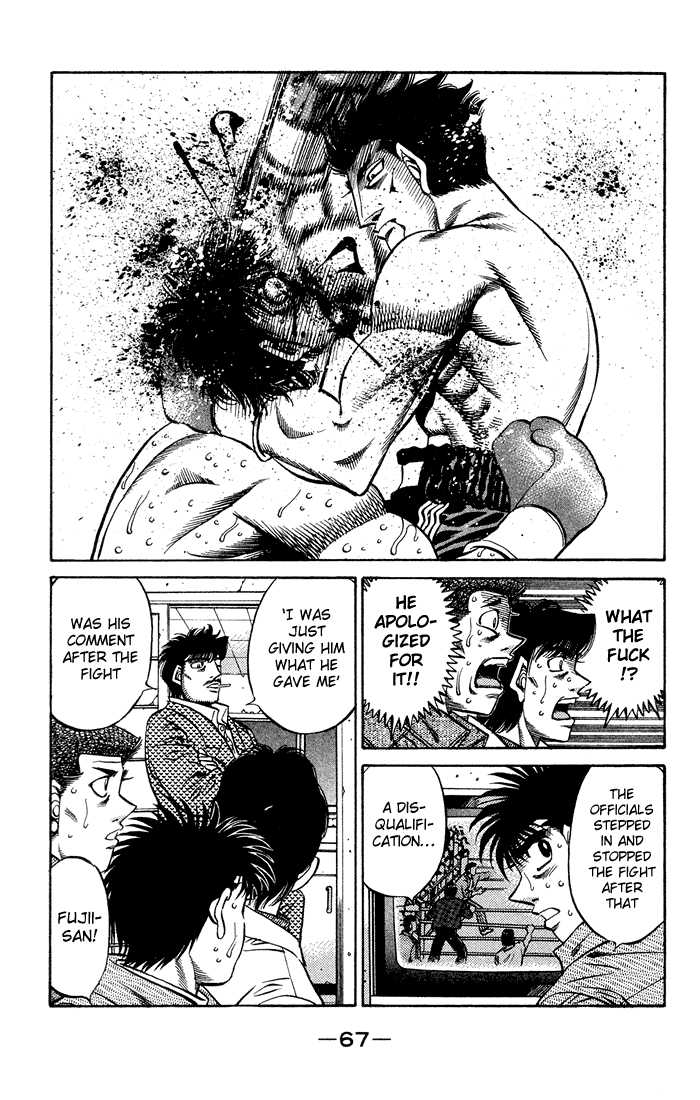 WHAT
THE
FUCK
!?
HE
APOLO-
GIZED
FOR
IT!!
THE
OFFICIALS
STEPPED
IN AND
STOPPED
THE FIGHT
AFTER
THAT
A DIS-
QUALIFI-
CATION...
'I WAS
JUST
GIVING HIM
WHAT HE
GAVE ME'
WAS HIS
COMMENT
AFTER THE
FIGHT
FUJII-
SAN!
—67—